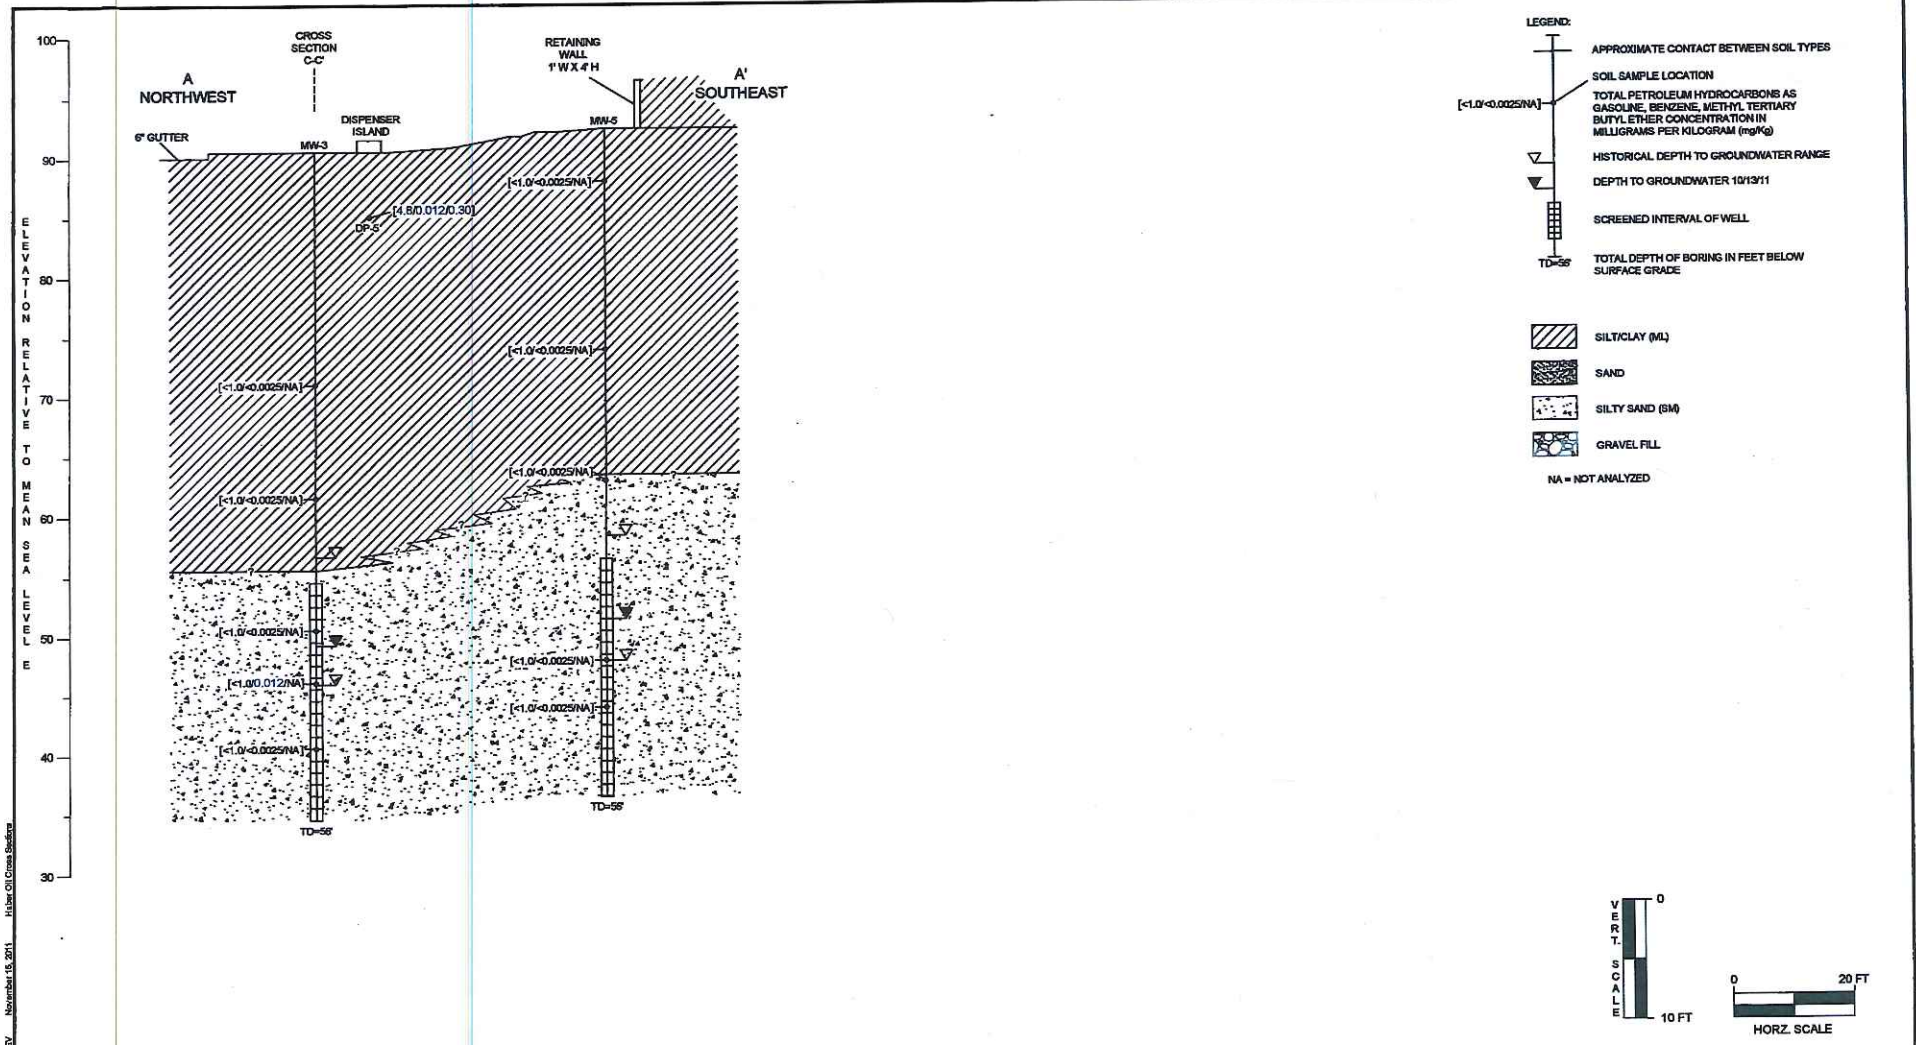 100
90
80
70
60
50
40
30
ELEVATION RELATIVE TO MEAN SEA LEVEL E
CROSS
SECTION
C-C'
A
NORTHWEST
6" GUTTER
MW-3
DISPENSER
ISLAND
RETAINING
WALL
1' W X 4' H
A'
SOUTHEAST
MW-5
[<1.0/<0.0025/NA]
[4.8/0.012/0.30]
DP-5
[<1.0/<0.0025/NA]
[<1.0/<0.0025/NA]
[<1.0/<0.0025/NA]
[<1.0/<0.0025/NA]
[<1.0/<0.0025/NA]
[<1.0/<0.0025/NA]
[<1.0/0.012/NA]
[<1.0/<0.0025/NA]
[<1.0/<0.0025/NA]
TD=56'
TD=56'
LEGEND:
APPROXIMATE CONTACT BETWEEN SOIL TYPES
SOIL SAMPLE LOCATION
[<1.0/<0.0025/NA]
TOTAL PETROLEUM HYDROCARBONS AS
GASOLINE, BENZENE, METHYL TERTIARY
BUTYL ETHER CONCENTRATION IN
MILLIGRAMS PER KILOGRAM (mg/Kg)
HISTORICAL DEPTH TO GROUNDWATER RANGE
DEPTH TO GROUNDWATER 10/13/11
SCREENED INTERVAL OF WELL
TD=56'
TOTAL DEPTH OF BORING IN FEET BELOW
SURFACE GRADE
SILT/CLAY (ML)
SAND
SILTY SAND (SM)
GRAVEL FILL
NA = NOT ANALYZED
VERT. SCALE
0
10 FT
0
20 FT
HORZ. SCALE
November 15, 2011 Haber Oil Cross Sections